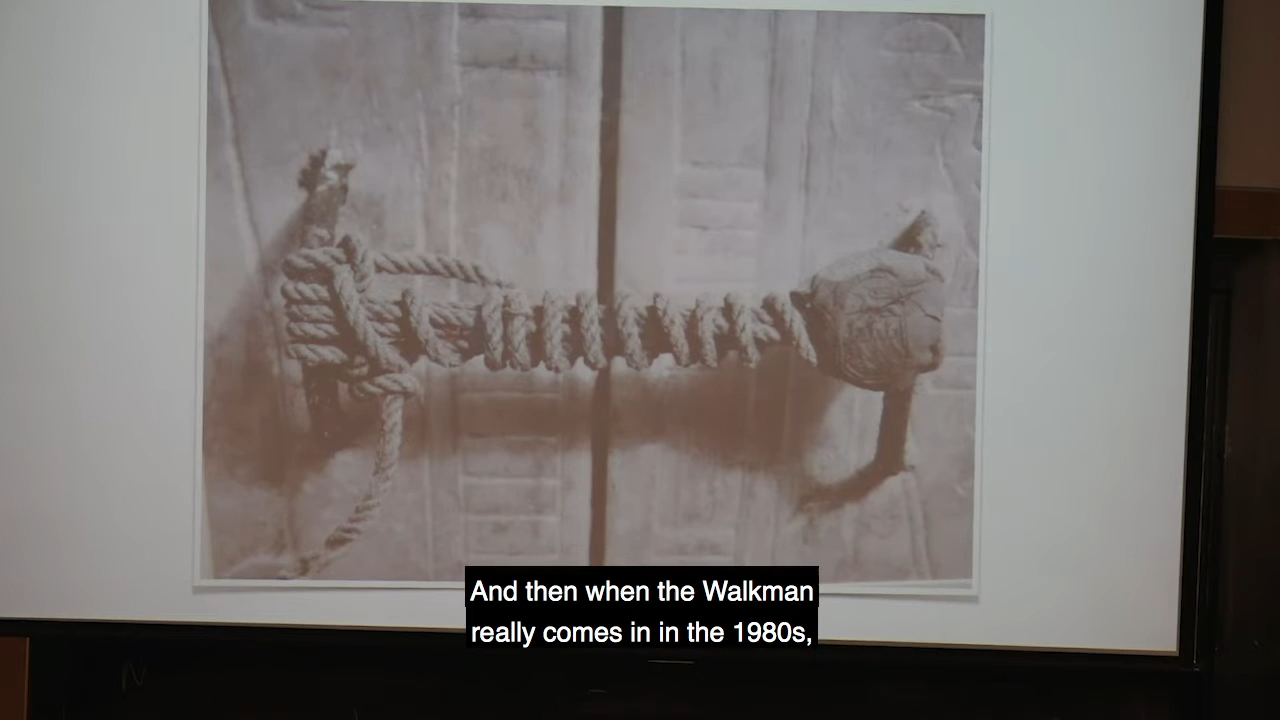 And then when the Walkman
really comes in in the 1980s,